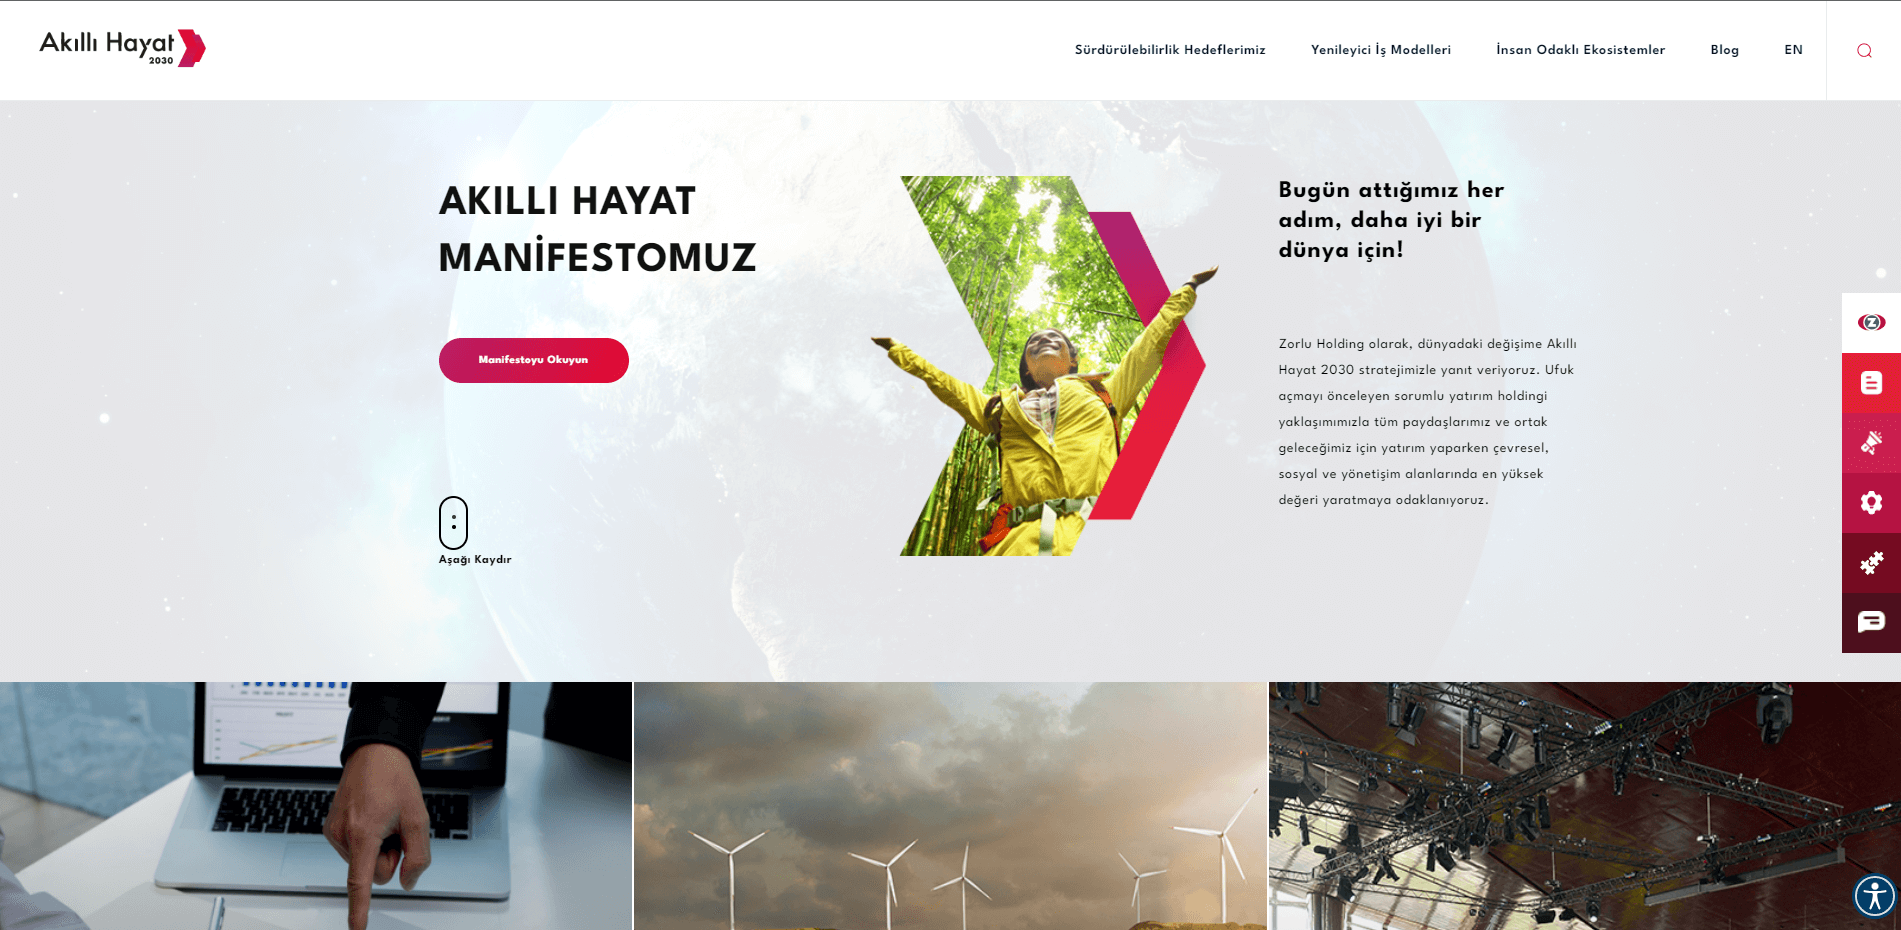 Akıllı Hayat
2030
Sürdürülebilirlik Hedeflerimiz
Yenileyici İş Modelleri
İnsan Odaklı Ekosistemler
Blog
EN
AKILLI HAYAT
MANİFESTOMUZ
Manifestoyu Okuyun
Aşağı Kaydır
Bugün attığımız her
adım, daha iyi bir
dünya için!
Zorlu Holding olarak, dünyadaki değişime Akıllı
Hayat 2030 stratejimizle yanıt veriyoruz. Ufuk
açmayı önceleyen sorumlu yatırım holdingi
yaklaşımımızla tüm paydaşlarımız ve ortak
geleceğimiz için yatırım yaparken çevresel,
sosyal ve yönetişim alanlarında en yüksek
değeri yaratmaya odaklanıyoruz.
Z